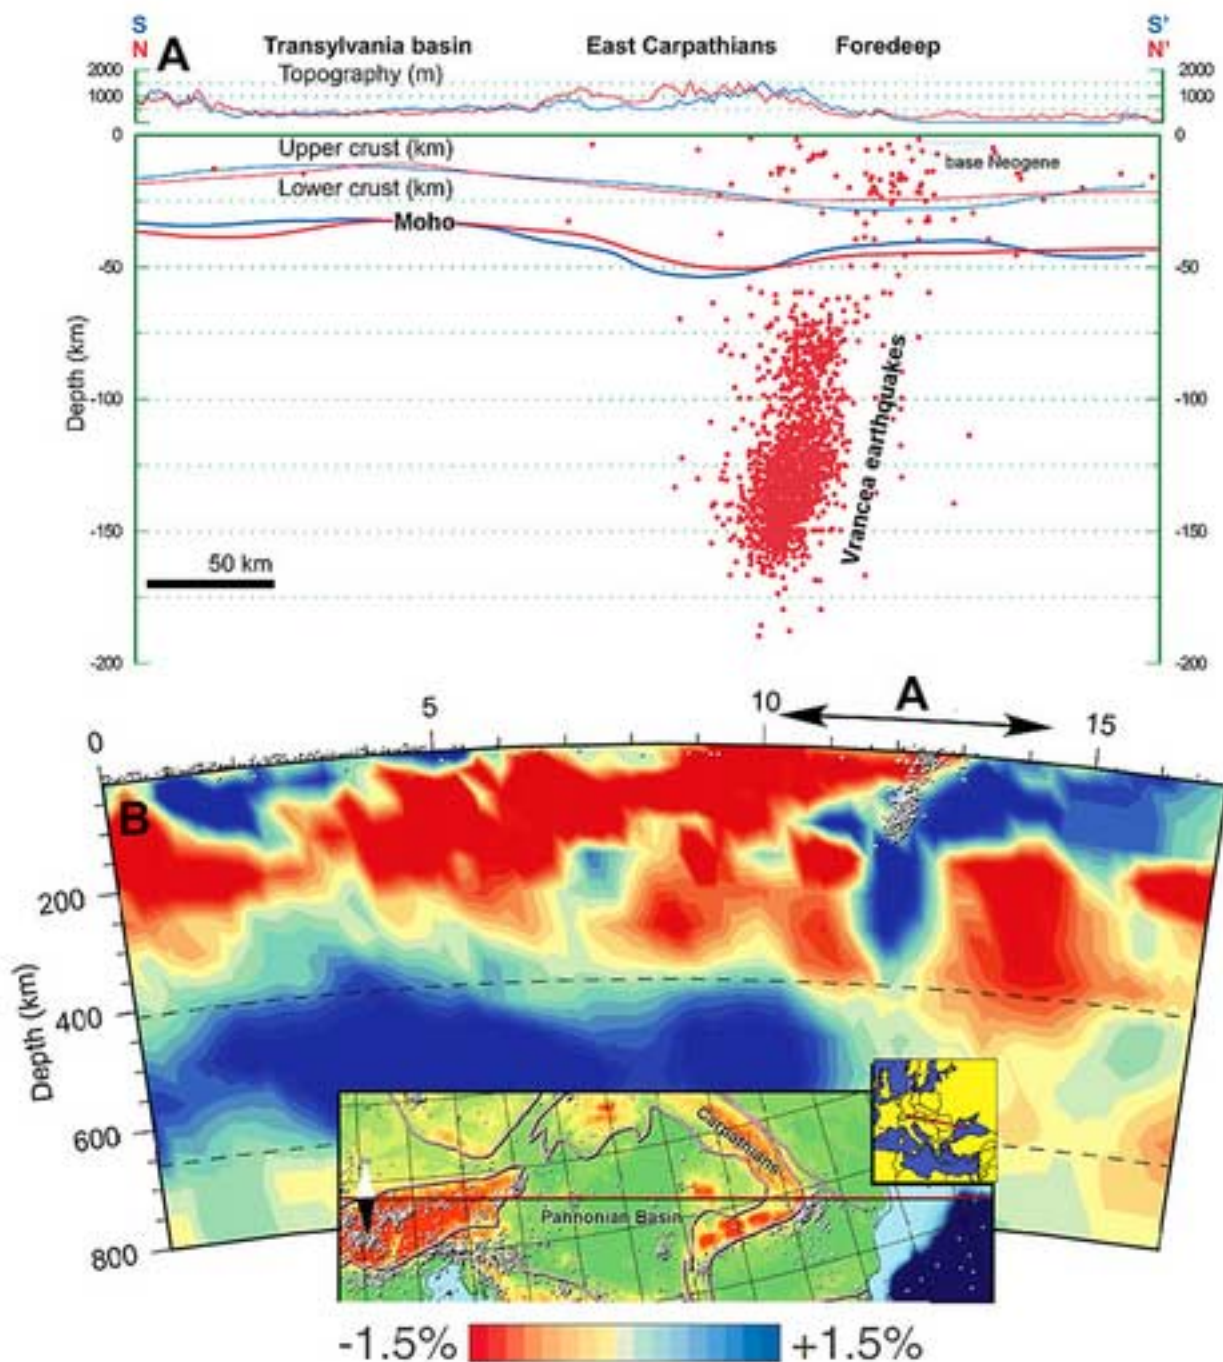 S
S'
N
A
Transylvania basin
East Carpathians
Foredeep
N'
2000
Topography (m)
2000
1000
1000
0
0
Upper crust (km)
base Neogene
Lower crust (km)
Moho
-50
-50
Depth (km)
-100
-100
Vrancea earthquakes
-150
-150
50 km
-200
-200
0
5
10
A
15
B
200
Depth (km)
400
600
800
Carpathians
Pannonian Basin
-1.5%
+1.5%